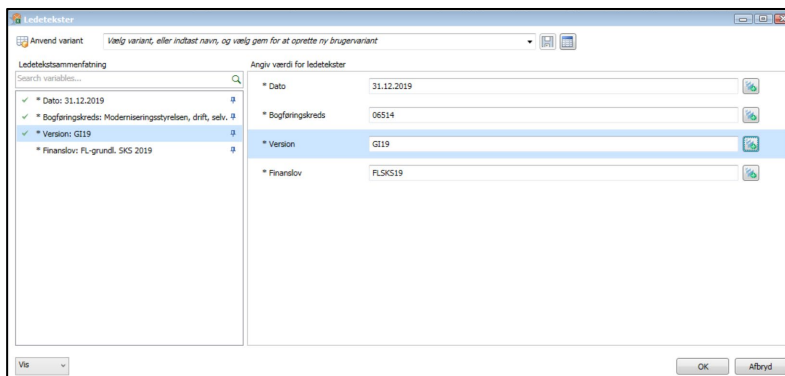 Ledetekster
Anvend variant Vælg variant, eller indtast navn, og vælg gem for at oprette ny brugervariant
Ledetekstsammenfatning
Search variables...
* Dato: 31.12.2019
* Bogføringskreds: Moderniseringsstyrelsen, drift, selv.
* Version: GI19
* Finanslov: FL-grundl. SKS 2019
Angiv værdi for ledetekster
* Dato 31.12.2019
* Bogføringskreds 06514
* Version GI19
* Finanslov FLSKS19
Vis
OK Afbryd